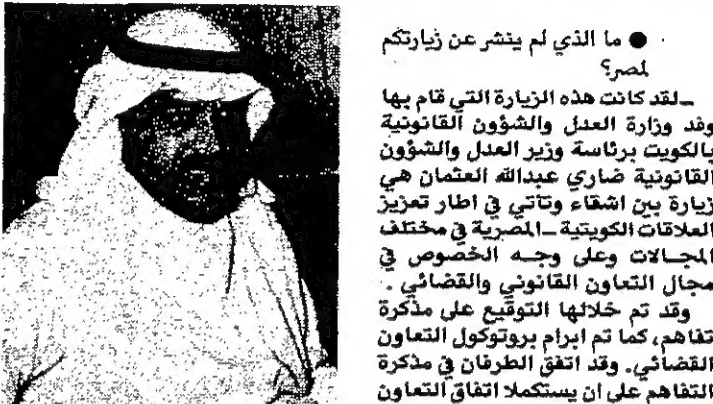 ● ما الذي لم ينشر عن زيارتكم
لمصر؟
ـ لقد كانت هذه الزيارة التي قام بها
وفد وزارة العدل والشؤون القانونية
بالكويت برئاسة وزير العدل والشؤون
القانونية ضاري عبدالله العثمان هي
زيارة بين اشقاء وتاتي في اطار تعزيز
العلاقات الكويتية ـ المصرية في مختلف
المجـالات وعلى وجـه الخصوص في
مجال التعاون القانوني والقضائي .
وقد تم خلالها التوقيع على مذكرة
تفاهم، كما تم ابرام بروتوكول التعاون
القضائي. وقد اتفق الطرفان في مذكرة
التفاهم على ان يستكملا اتفاق التعاون